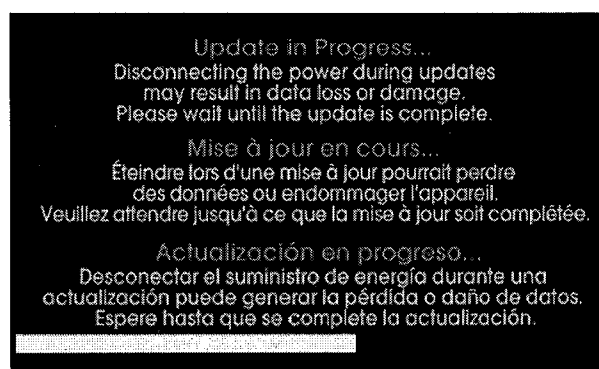 Update in Progress...
Disconnecting the power during updates
may result in data loss or damage.
Please wait until the update is complete.
Mise à jour en cours...
Éteindre lors d'une mise à jour pourrait perdre
des données ou endommager l'appareil.
Veuillez attendre jusqu'à ce que la mise à jour soit complétée.
Actualización en progreso...
Desconectar el suministro de energía durante una
actualización puede generar la pérdida o daño de datos.
Espere hasta que se complete la actualización.